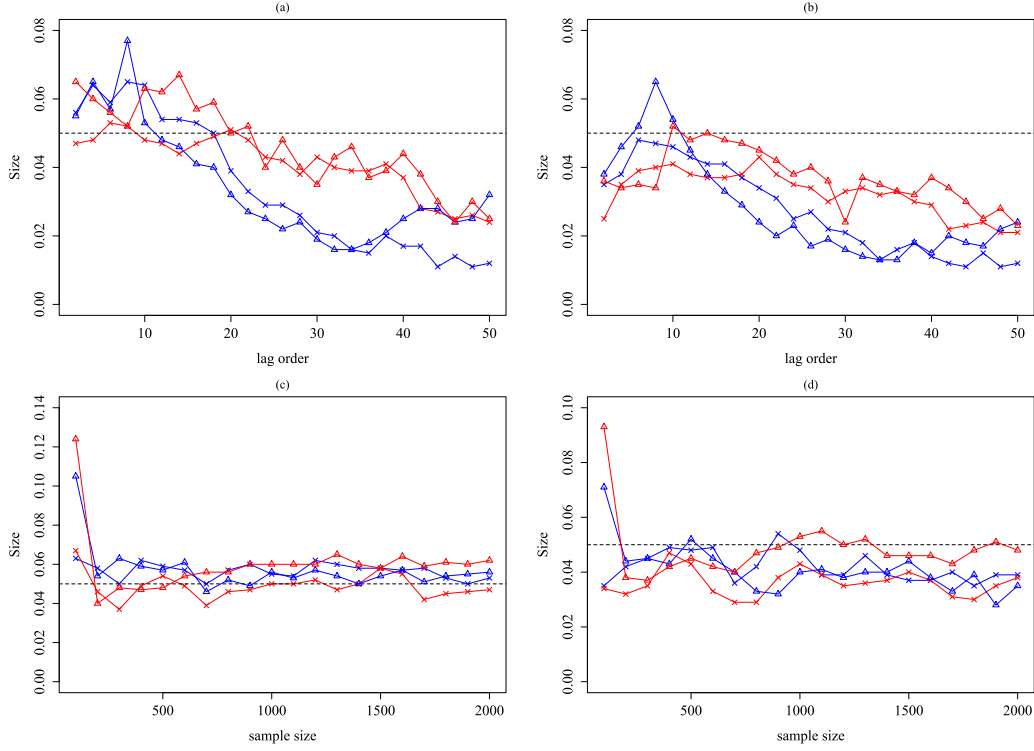 (a)
Size
0.00 0.02 0.04 0.06 0.08
10 20 30 40 50
lag order
(b)
Size
0.00 0.02 0.04 0.06 0.08
10 20 30 40 50
lag order
(c)
Size
0.00 0.02 0.04 0.06 0.08 0.10 0.12 0.14
500 1000 1500 2000
sample size
(d)
Size
0.00 0.02 0.04 0.06 0.08 0.10
500 1000 1500 2000
sample size